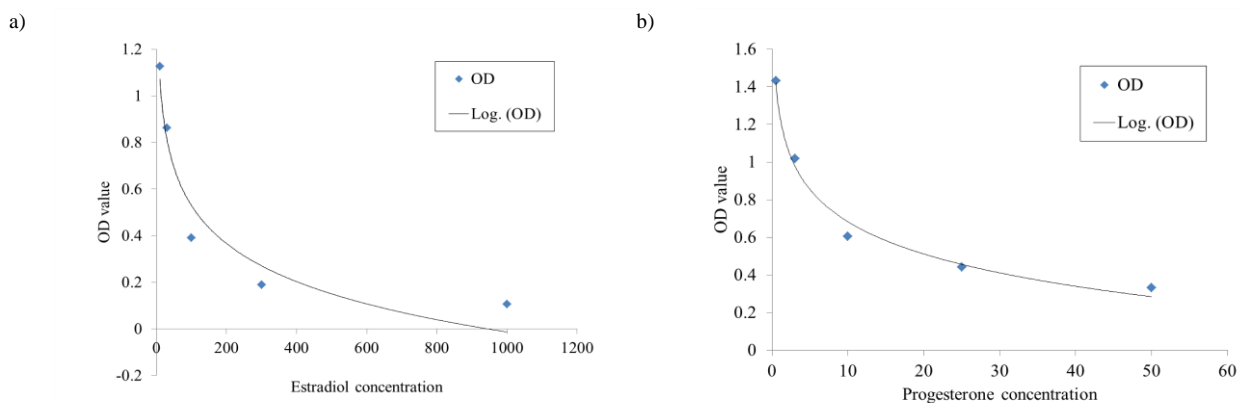 a)
1.2
1
0.8
0.6
0.4
0.2
0
-0.2
OD value
0 200 400 600 800 1000 1200
Estradiol concentration
OD
Log. (OD)
b)
1.6
1.4
1.2
1
0.8
0.6
0.4
0.2
0
OD value
0 10 20 30 40 50 60
Progesterone concentration
OD
Log. (OD)